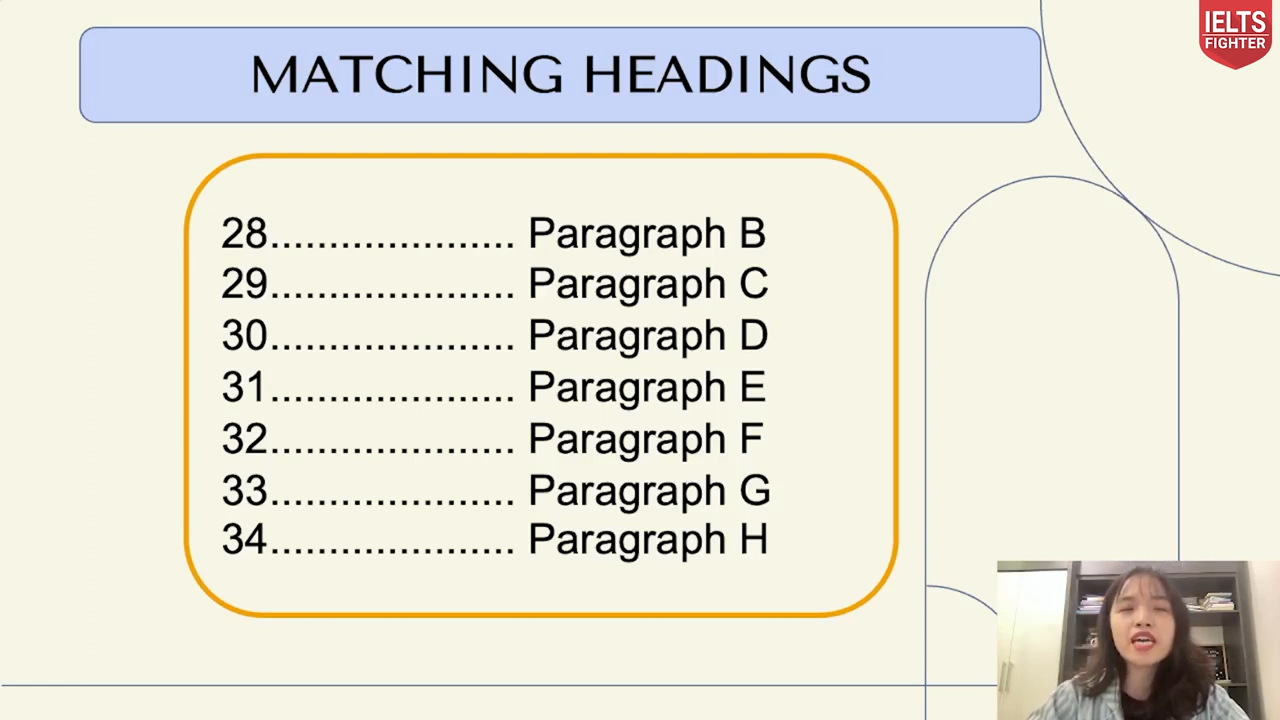 MATCHING HEADINGS
IELTS
FIGHTER
28..................... Paragraph B
29..................... Paragraph C
30..................... Paragraph D
31..................... Paragraph E
32..................... Paragraph F
33..................... Paragraph G
34..................... Paragraph H